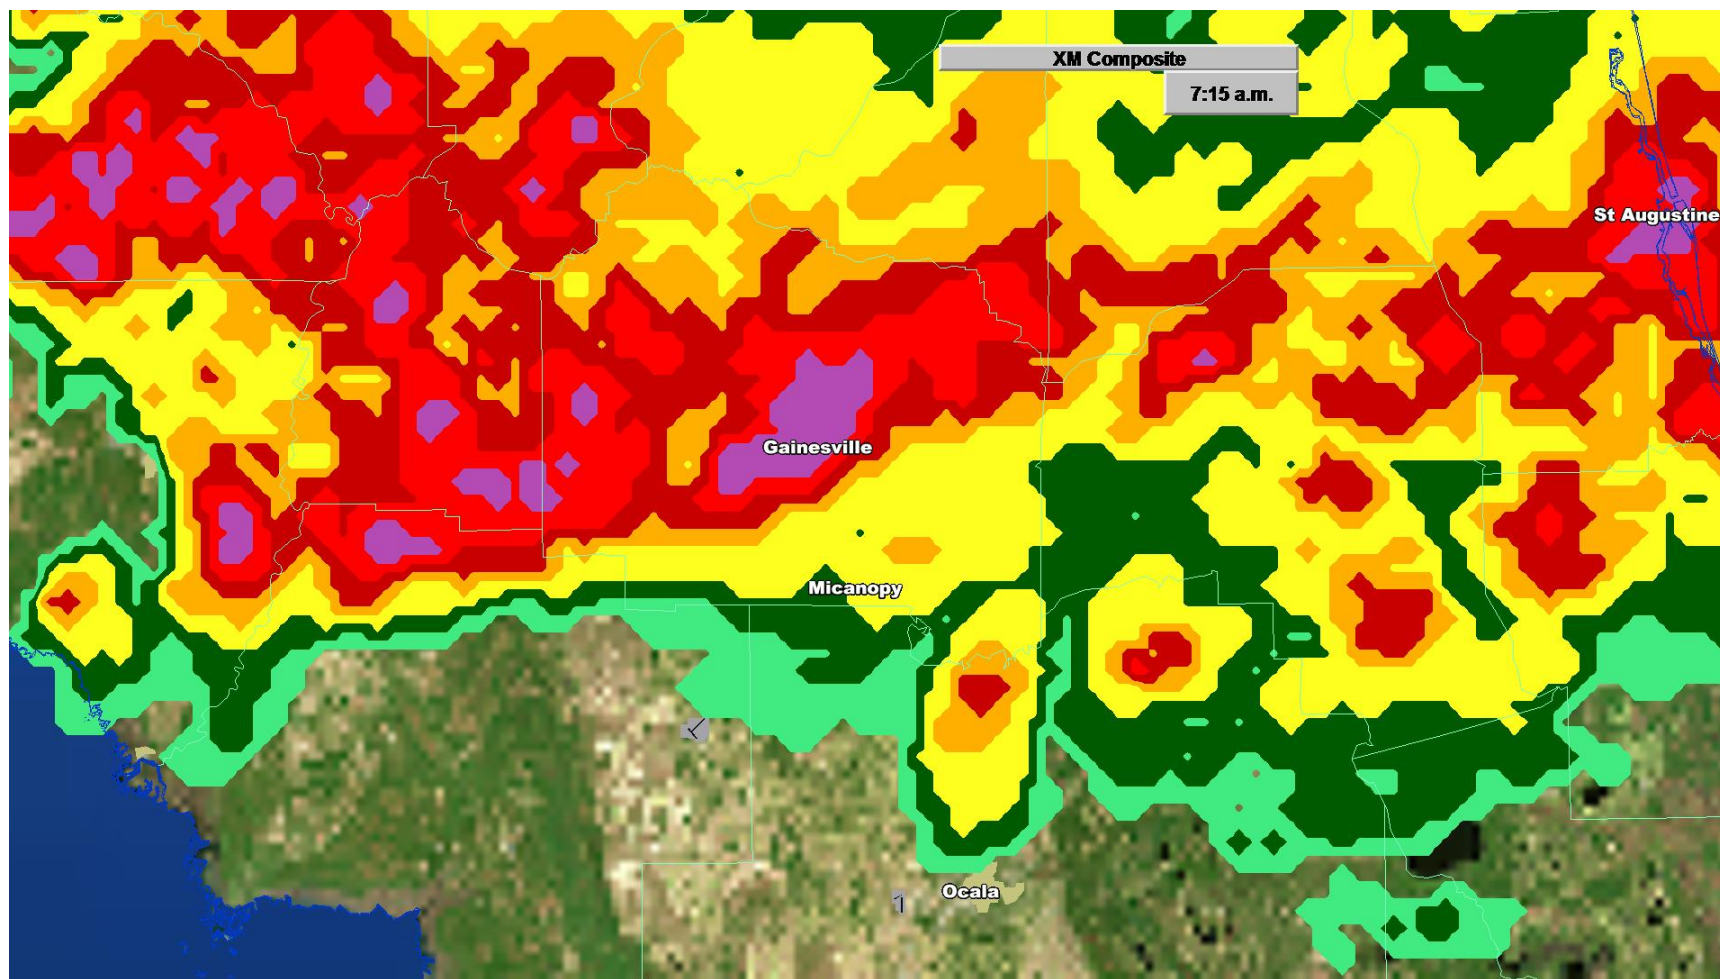 XM Composite
7:15 a.m.
St Augustine
Gainesville
Micanopy
Ocala